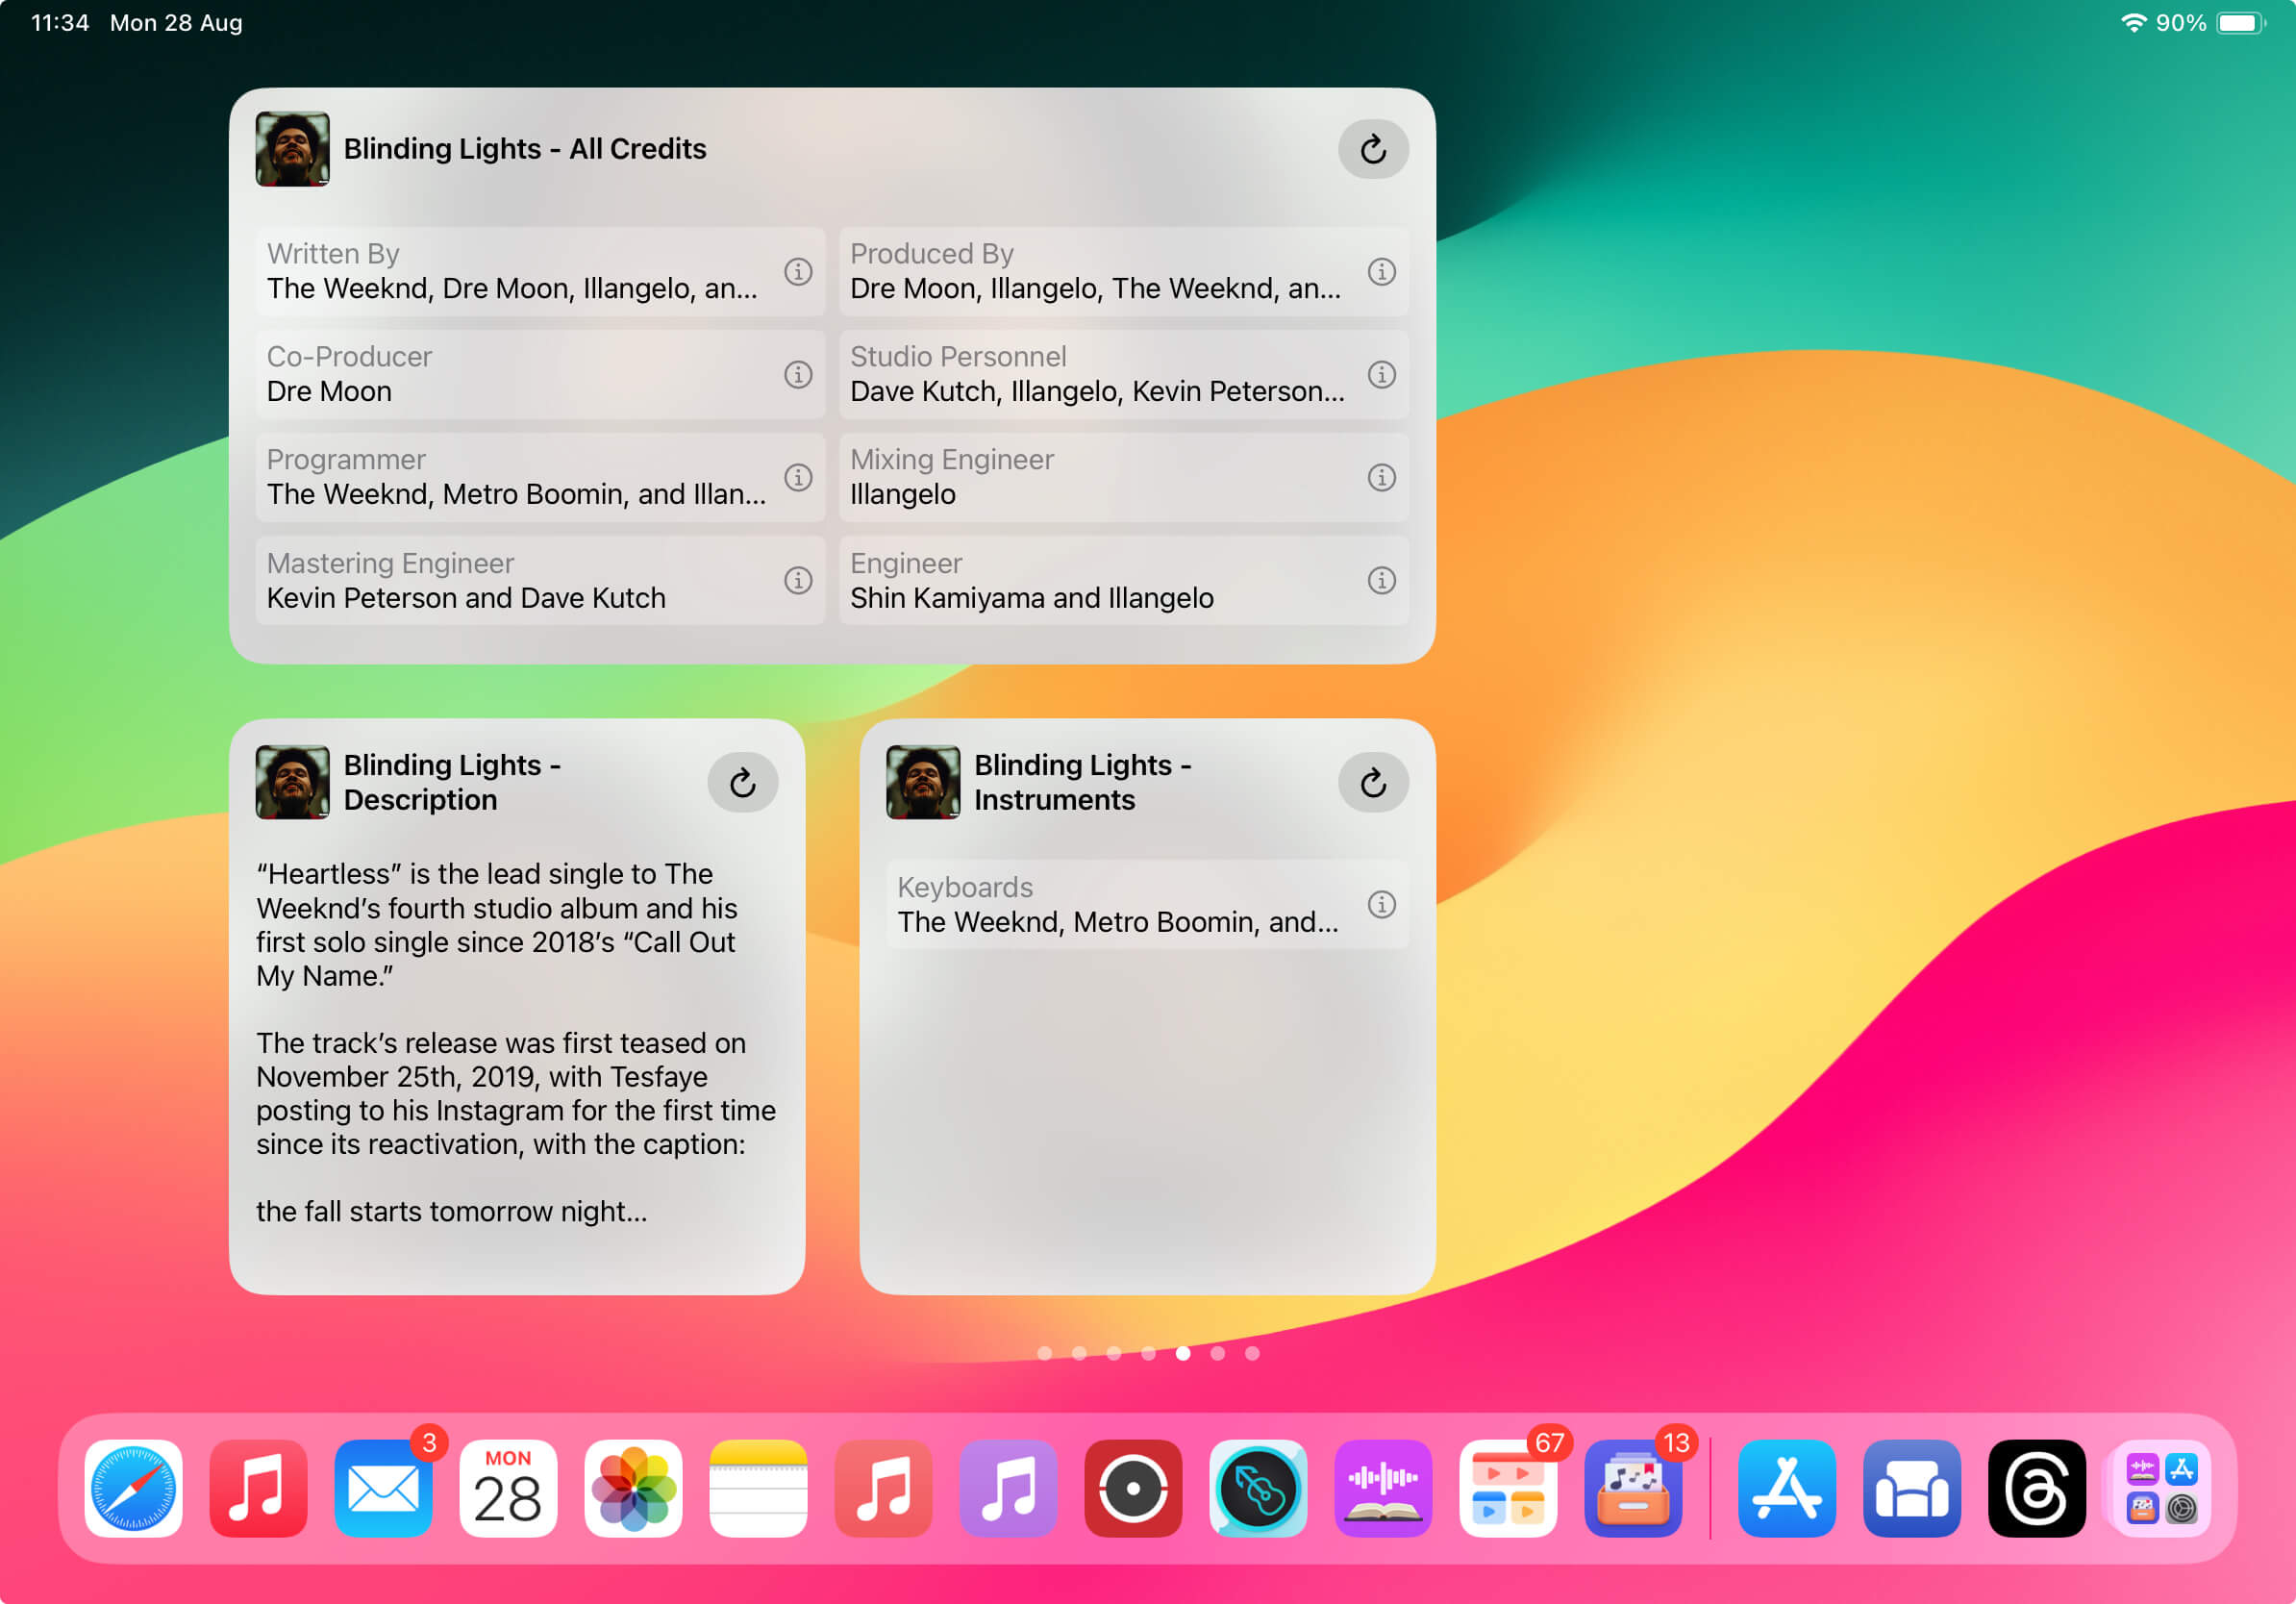 11:34 Mon 28 Aug
90%
Blinding Lights - All Credits
Written By
The Weeknd, Dre Moon, Illangelo, an...
Produced By
Dre Moon, Illangelo, The Weeknd, an...
Co-Producer
Dre Moon
Studio Personnel
Dave Kutch, Illangelo, Kevin Peterson...
Programmer
The Weeknd, Metro Boomin, and Illan...
Mixing Engineer
Illangelo
Mastering Engineer
Kevin Peterson and Dave Kutch
Engineer
Shin Kamiyama and Illangelo
Blinding Lights -
Description
“Heartless” is the lead single to The
Weeknd’s fourth studio album and his
first solo single since 2018’s “Call Out
My Name.”
The track’s release was first teased on
November 25th, 2019, with Tesfaye
posting to his Instagram for the first time
since its reactivation, with the caption:
the fall starts tomorrow night...
Blinding Lights -
Instruments
Keyboards
The Weeknd, Metro Boomin, and...
3
MON
28
67
13